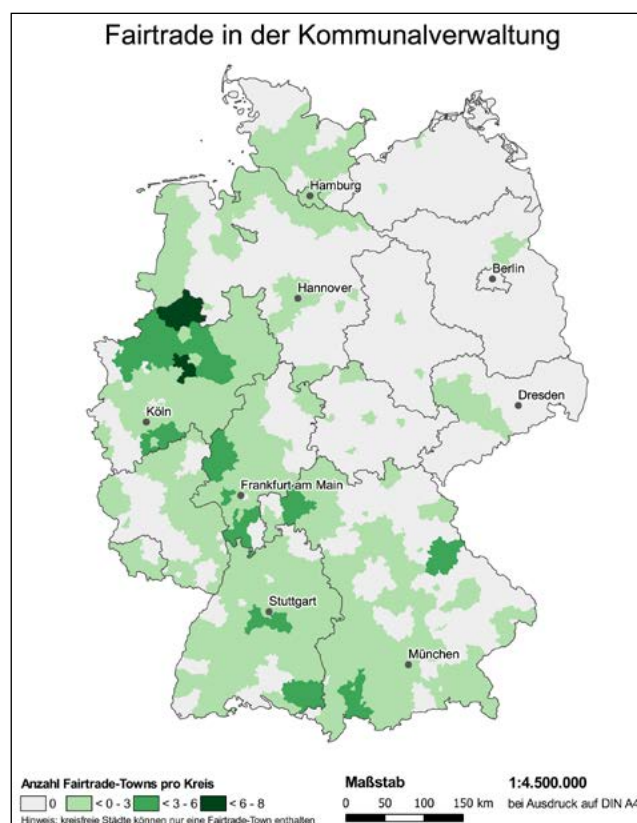 Fairtrade in der Kommunalverwaltung
Hamburg
Berlin
Hannover
Dresden
Köln
Frankfurt am Main
Stuttgart
München
Anzahl Fairtrade-Towns pro Kreis
0 < 0 - 3 < 3 - 6 < 6 - 8
Hinweis: kreisfreie Städte können nur eine Fairtrade-Town enthalten
Maßstab 1:4.500.000
0 50 100 150 km bei Ausdruck auf DIN A4